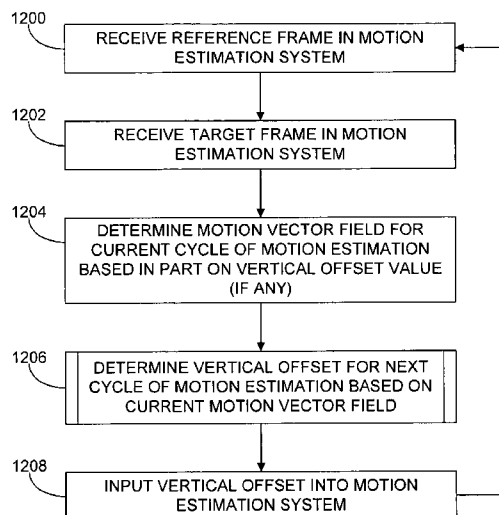 1200
RECEIVE REFERENCE FRAME IN MOTION
ESTIMATION SYSTEM
1202
RECEIVE TARGET FRAME IN MOTION
ESTIMATION SYSTEM
1204
DETERMINE MOTION VECTOR FIELD FOR
CURRENT CYCLE OF MOTION ESTIMATION
BASED IN PART ON VERTICAL OFFSET VALUE
(IF ANY)
1206
DETERMINE VERTICAL OFFSET FOR NEXT
CYCLE OF MOTION ESTIMATION BASED ON
CURRENT MOTION VECTOR FIELD
1208
INPUT VERTICAL OFFSET INTO MOTION
ESTIMATION SYSTEM